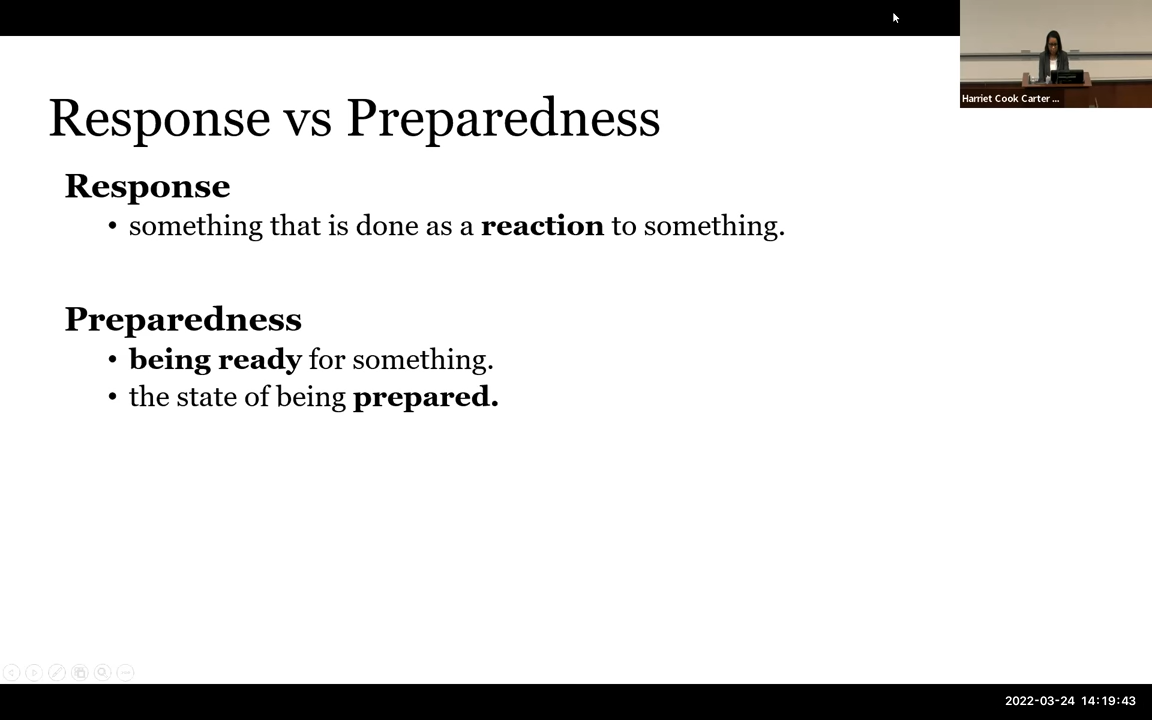 Harriet Cook Carter ...
Response vs Preparedness
Response
• something that is done as a reaction to something.
Preparedness
• being ready for something.
• the state of being prepared.
2022-03-24 14:19:43